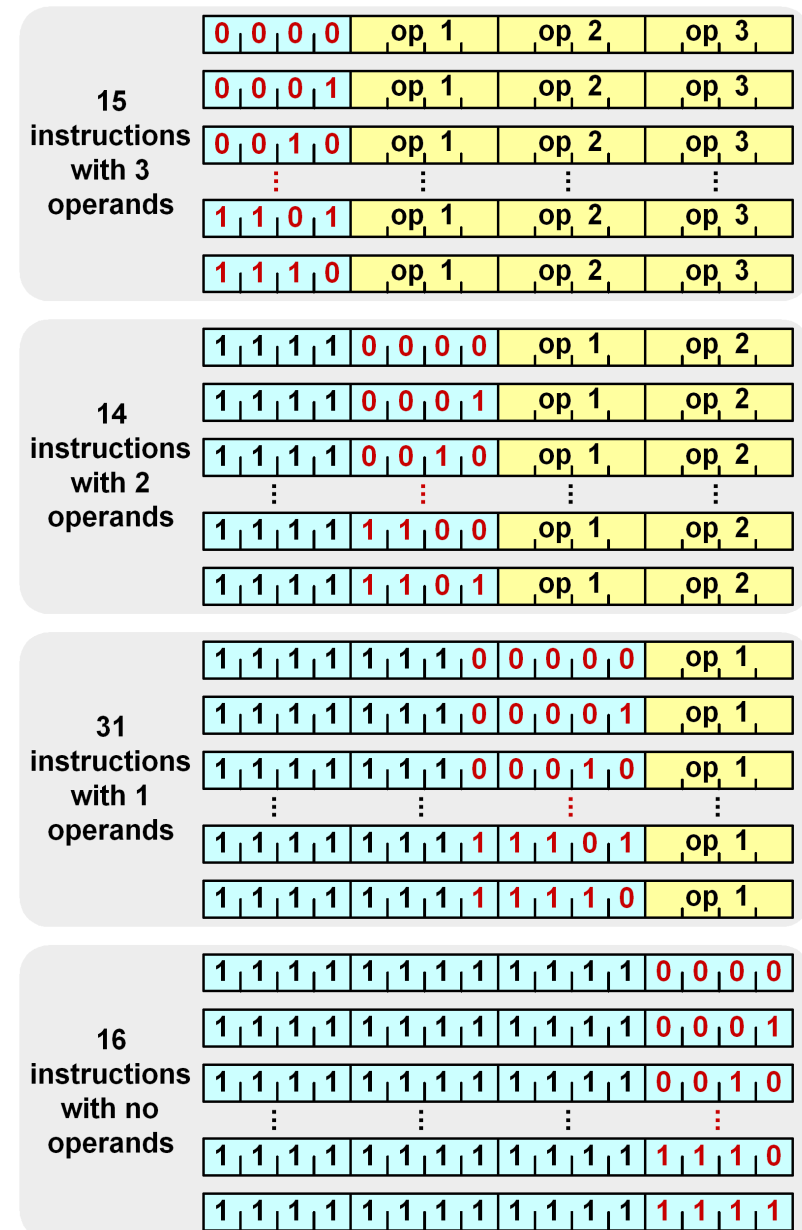 15
instructions
with 3
operands
0 0 0 0 op 1 op 2 op 3
0 0 0 1 op 1 op 2 op 3
0 0 1 0 op 1 op 2 op 3
⋮ ⋮ ⋮ ⋮
1 1 0 1 op 1 op 2 op 3
1 1 1 0 op 1 op 2 op 3
14
instructions
with 2
operands
1 1 1 1 0 0 0 0 op 1 op 2
1 1 1 1 0 0 0 1 op 1 op 2
1 1 1 1 0 0 1 0 op 1 op 2
⋮ ⋮ ⋮ ⋮
1 1 1 1 1 1 0 0 op 1 op 2
1 1 1 1 1 1 0 1 op 1 op 2
31
instructions
with 1
operands
1 1 1 1 1 1 1 0 0 0 0 0 op 1
1 1 1 1 1 1 1 0 0 0 0 1 op 1
1 1 1 1 1 1 1 0 0 0 1 0 op 1
⋮ ⋮ ⋮ ⋮
1 1 1 1 1 1 1 1 1 1 0 1 op 1
1 1 1 1 1 1 1 1 1 1 1 0 op 1
16
instructions
with no
operands
1 1 1 1 1 1 1 1 1 1 1 1 0 0 0 0
1 1 1 1 1 1 1 1 1 1 1 1 0 0 0 1
1 1 1 1 1 1 1 1 1 1 1 1 0 0 1 0
⋮ ⋮ ⋮ ⋮
1 1 1 1 1 1 1 1 1 1 1 1 1 1 1 0
1 1 1 1 1 1 1 1 1 1 1 1 1 1 1 1